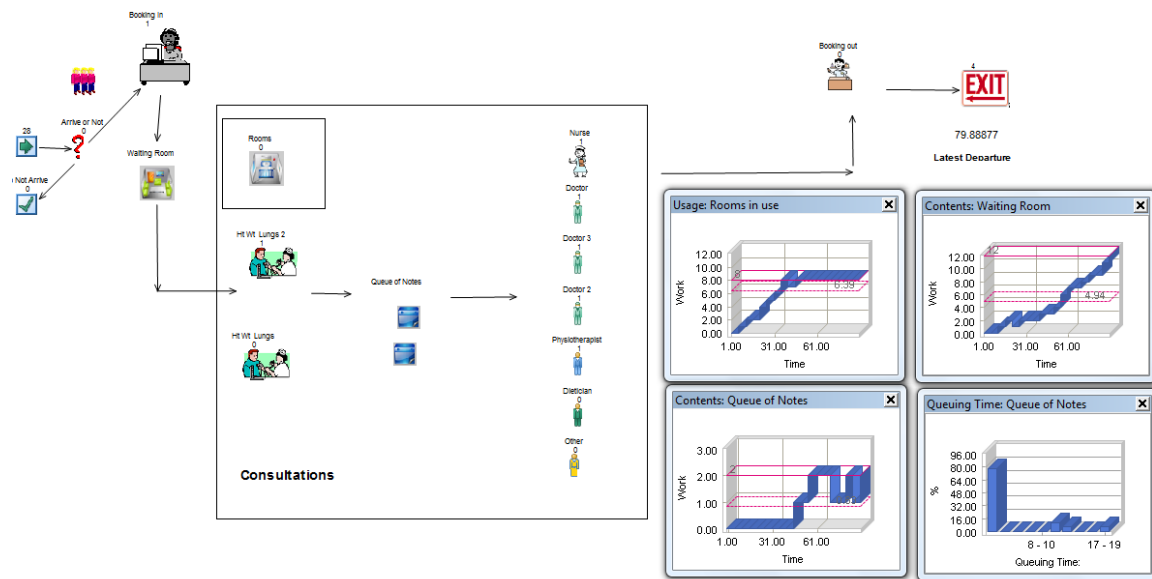 Booking In
1
28
Arrive or Not
0
Not Arrive
0
Waiting Room
Rooms
0
Ht Wt Lungs 2
1
Ht Wt Lungs
0
Queue of Notes
Consultations
Nurse
1
Doctor
1
Doctor 3
1
Doctor 2
1
Physiotherapist
1
Dietician
0
Other
0
Booking out
0
4
EXIT
79.88877
Latest Departure
Usage: Rooms in use
12.00
10.00
8.00
6.00
4.00
2.00
0.00
Work
8
6.39
1.00 31.00 61.00
Time
Contents: Waiting Room
12.00
10.00
8.00
6.00
4.00
2.00
0.00
Work
12
4.94
1.00 31.00 61.00
Time
Contents: Queue of Notes
3.00
2.00
1.00
0.00
Work
2
1.00 31.00 61.00
Time
Queuing Time: Queue of Notes
96.00
80.00
64.00
48.00
32.00
16.00
0.00
%
8 - 10 17 - 19
Queuing Time: